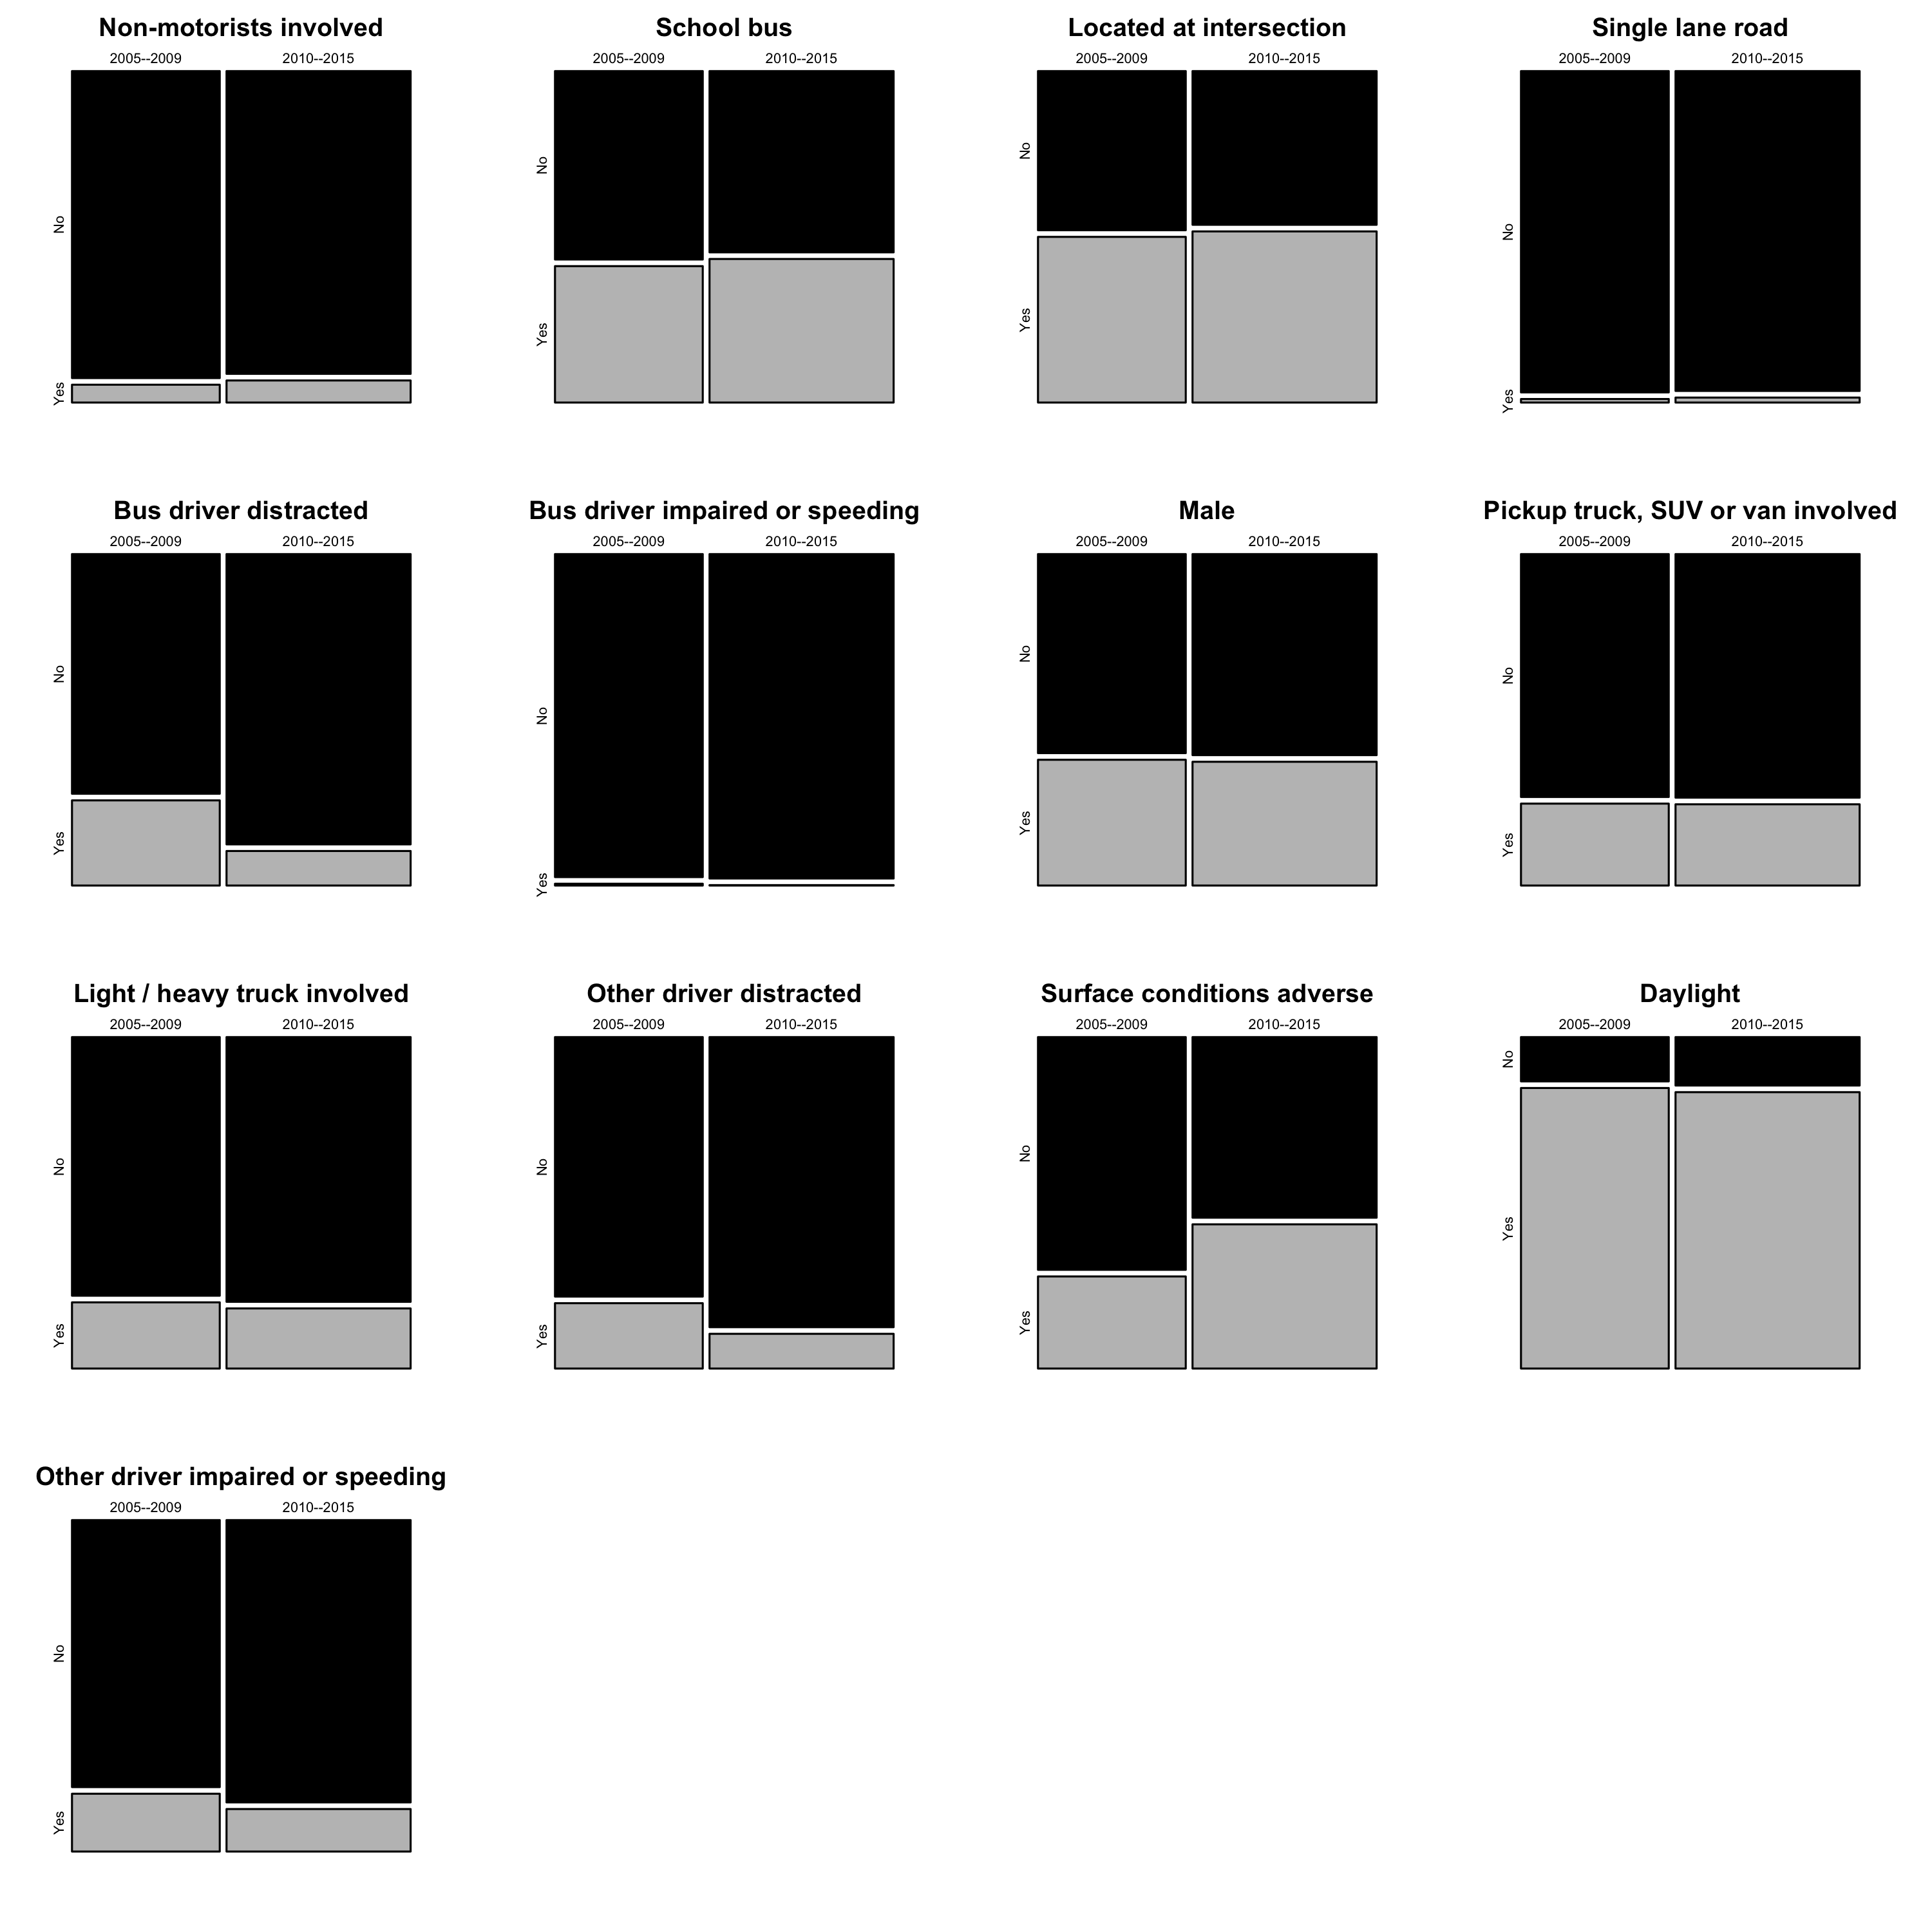 Non-motorists involved
2005--2009 2010--2015
No
Yes
School bus
2005--2009 2010--2015
No
Yes
Located at intersection
2005--2009 2010--2015
No
Yes
Single lane road
2005--2009 2010--2015
No
Yes
Bus driver distracted
2005--2009 2010--2015
No
Yes
Bus driver impaired or speeding
2005--2009 2010--2015
No
Yes
Male
2005--2009 2010--2015
No
Yes
Pickup truck, SUV or van involved
2005--2009 2010--2015
No
Yes
Light / heavy truck involved
2005--2009 2010--2015
No
Yes
Other driver distracted
2005--2009 2010--2015
No
Yes
Surface conditions adverse
2005--2009 2010--2015
No
Yes
Daylight
2005--2009 2010--2015
No
Yes
Other driver impaired or speeding
2005--2009 2010--2015
No
Yes